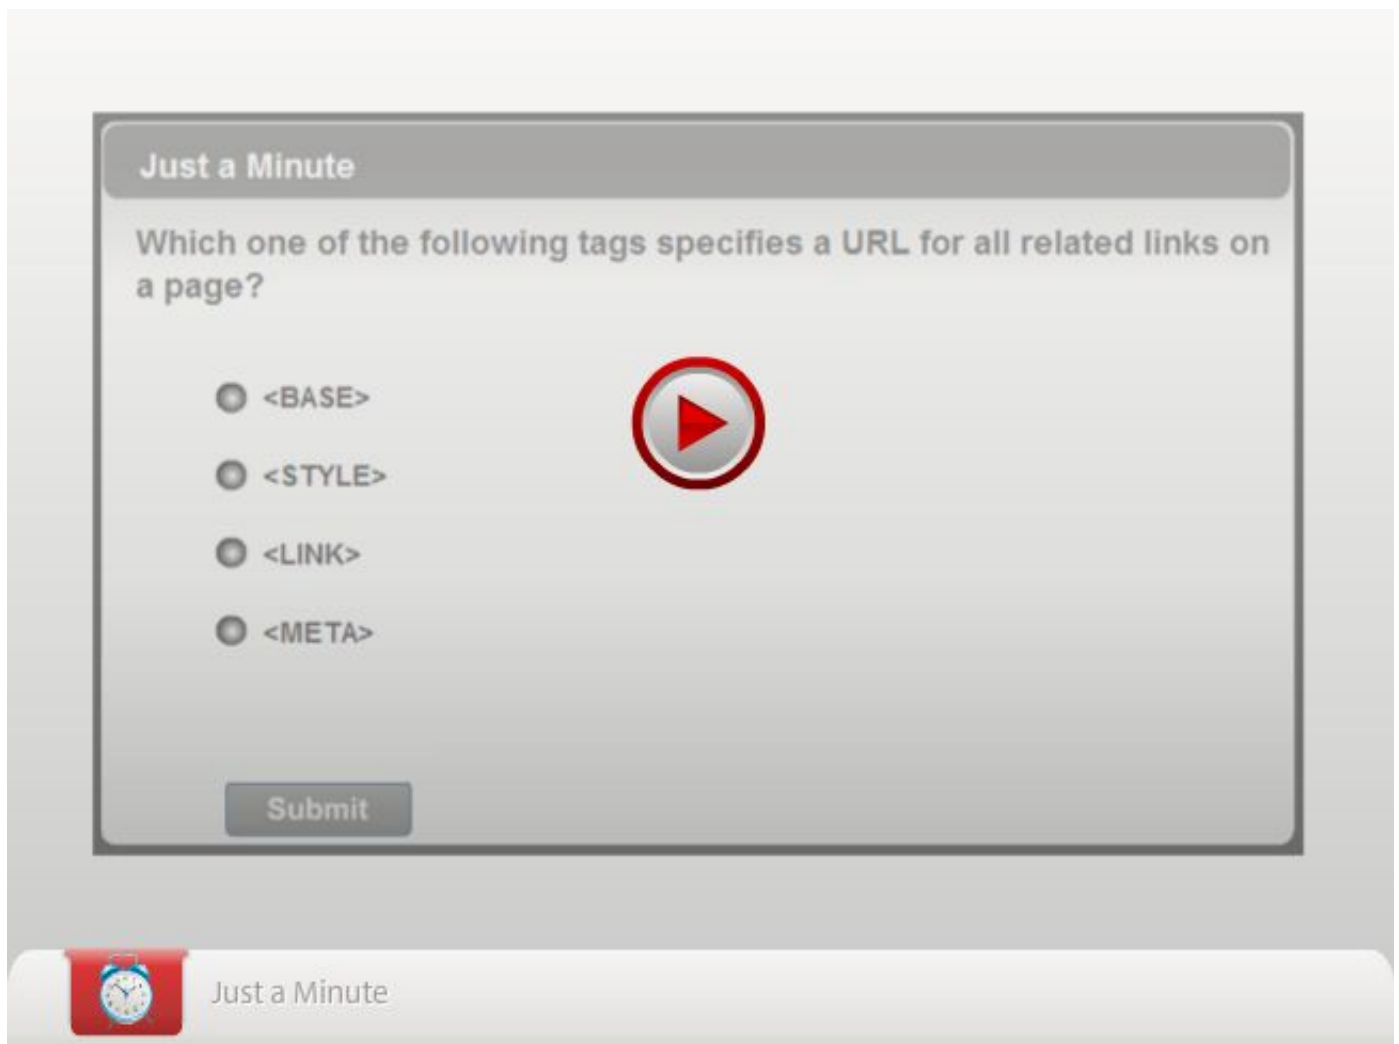 Just a Minute
Which one of the following tags specifies a URL for all related links on
a page?
<BASE>
<STYLE>
<LINK>
<META>
Submit
Just a Minute